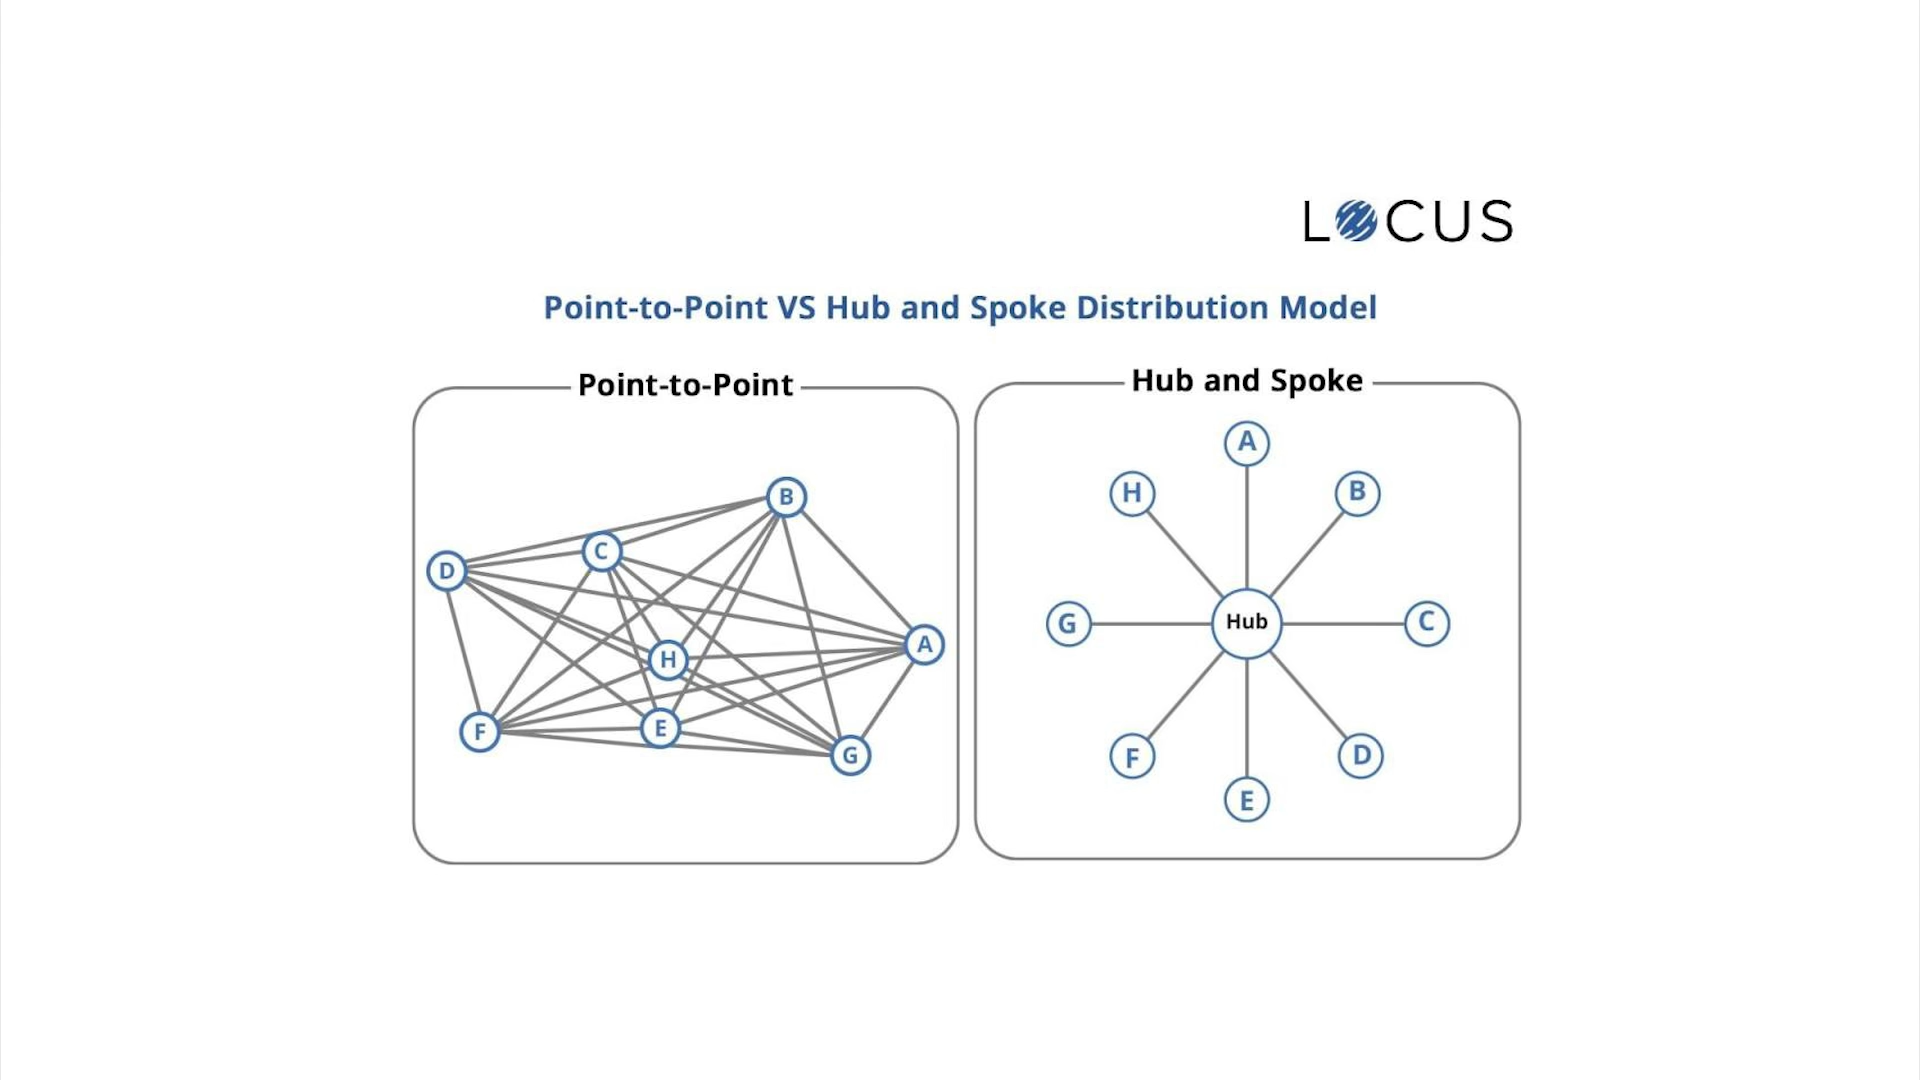 LOCUS
Point-to-Point VS Hub and Spoke Distribution Model
Point-to-Point
B
C
D
H
A
F
E
G
Hub and Spoke
A
H
B
G
Hub
C
F
D
E